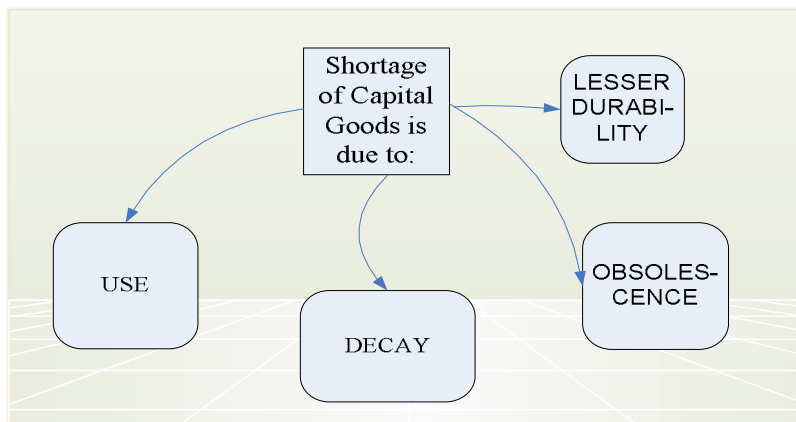 Shortage
of Capital
Goods is
due to:
LESSER
DURABI-
LITY
USE
OBSOLES-
CENCE
DECAY